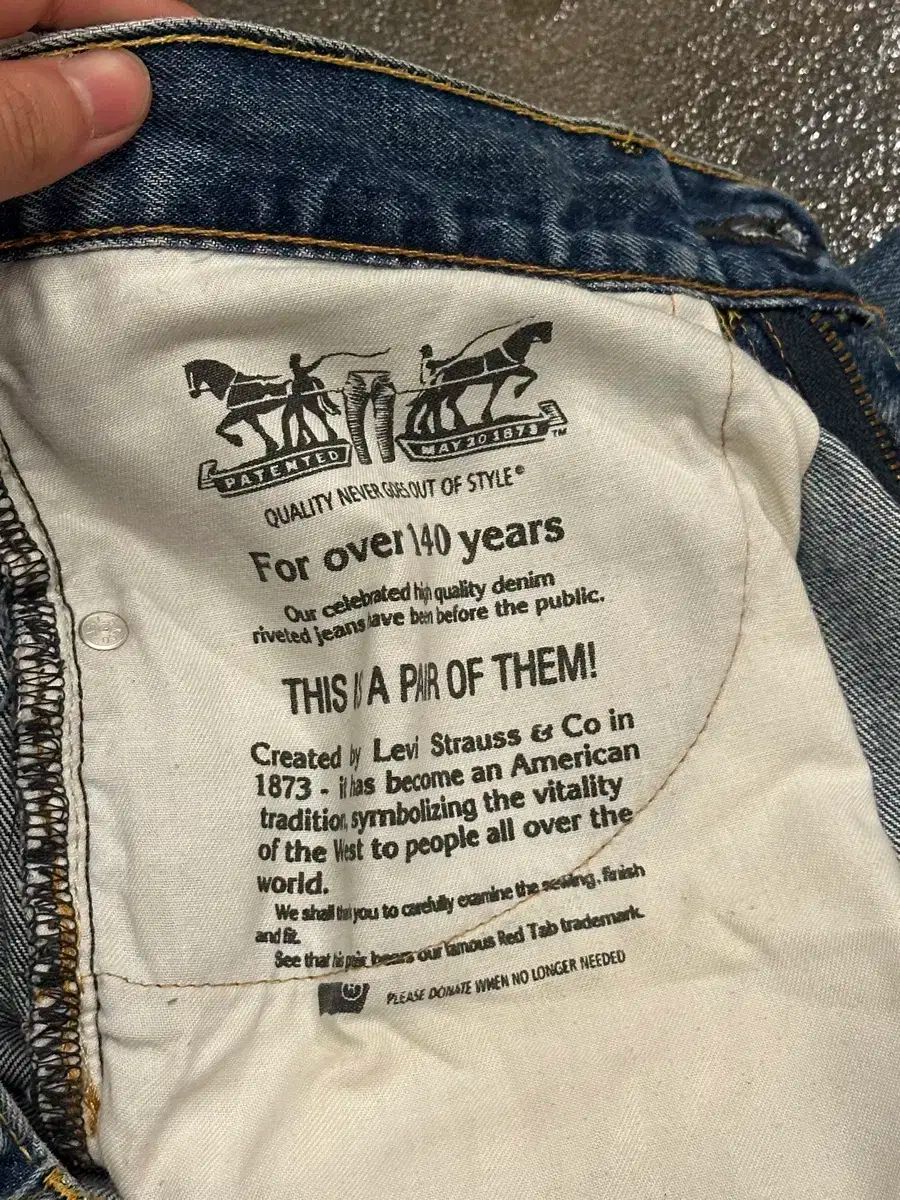 PATENTED
MAY 20 1873 ™
QUALITY NEVER GOES OUT OF STYLE®
For over 140 years
Our celebrated high quality denim
riveted jeans have been before the public.
THIS IS A PAIR OF THEM!
Created by Levi Strauss & Co in
1873 - it has become an American
tradition, symbolizing the vitality
of the West to people all over the
world.
We shall you to carefully examine the sewing, finish
and fit.
See that this pair bears our famous Red Tab trademark.
PLEASE DONATE WHEN NO LONGER NEEDED